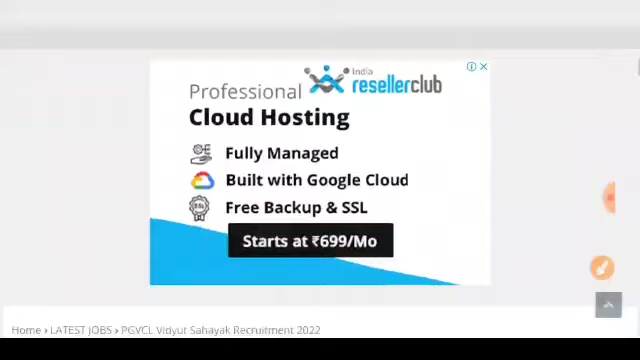 India
resellerclub
Professional
Cloud Hosting
Fully Managed
Built with Google Cloud
SSL
Free Backup & SSL
Starts at ₹699/Mo
Home › LATEST JOBS › PGVCL Vidyut Sahayak Recruitment 2022